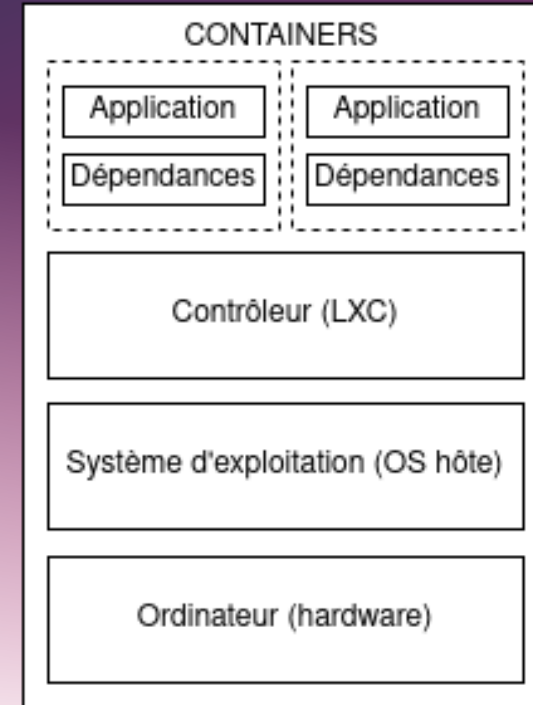 CONTAINERS
Application
Application
Dépendances
Dépendances
Contrôleur (LXC)
Système d'exploitation (OS hôte)
Ordinateur (hardware)